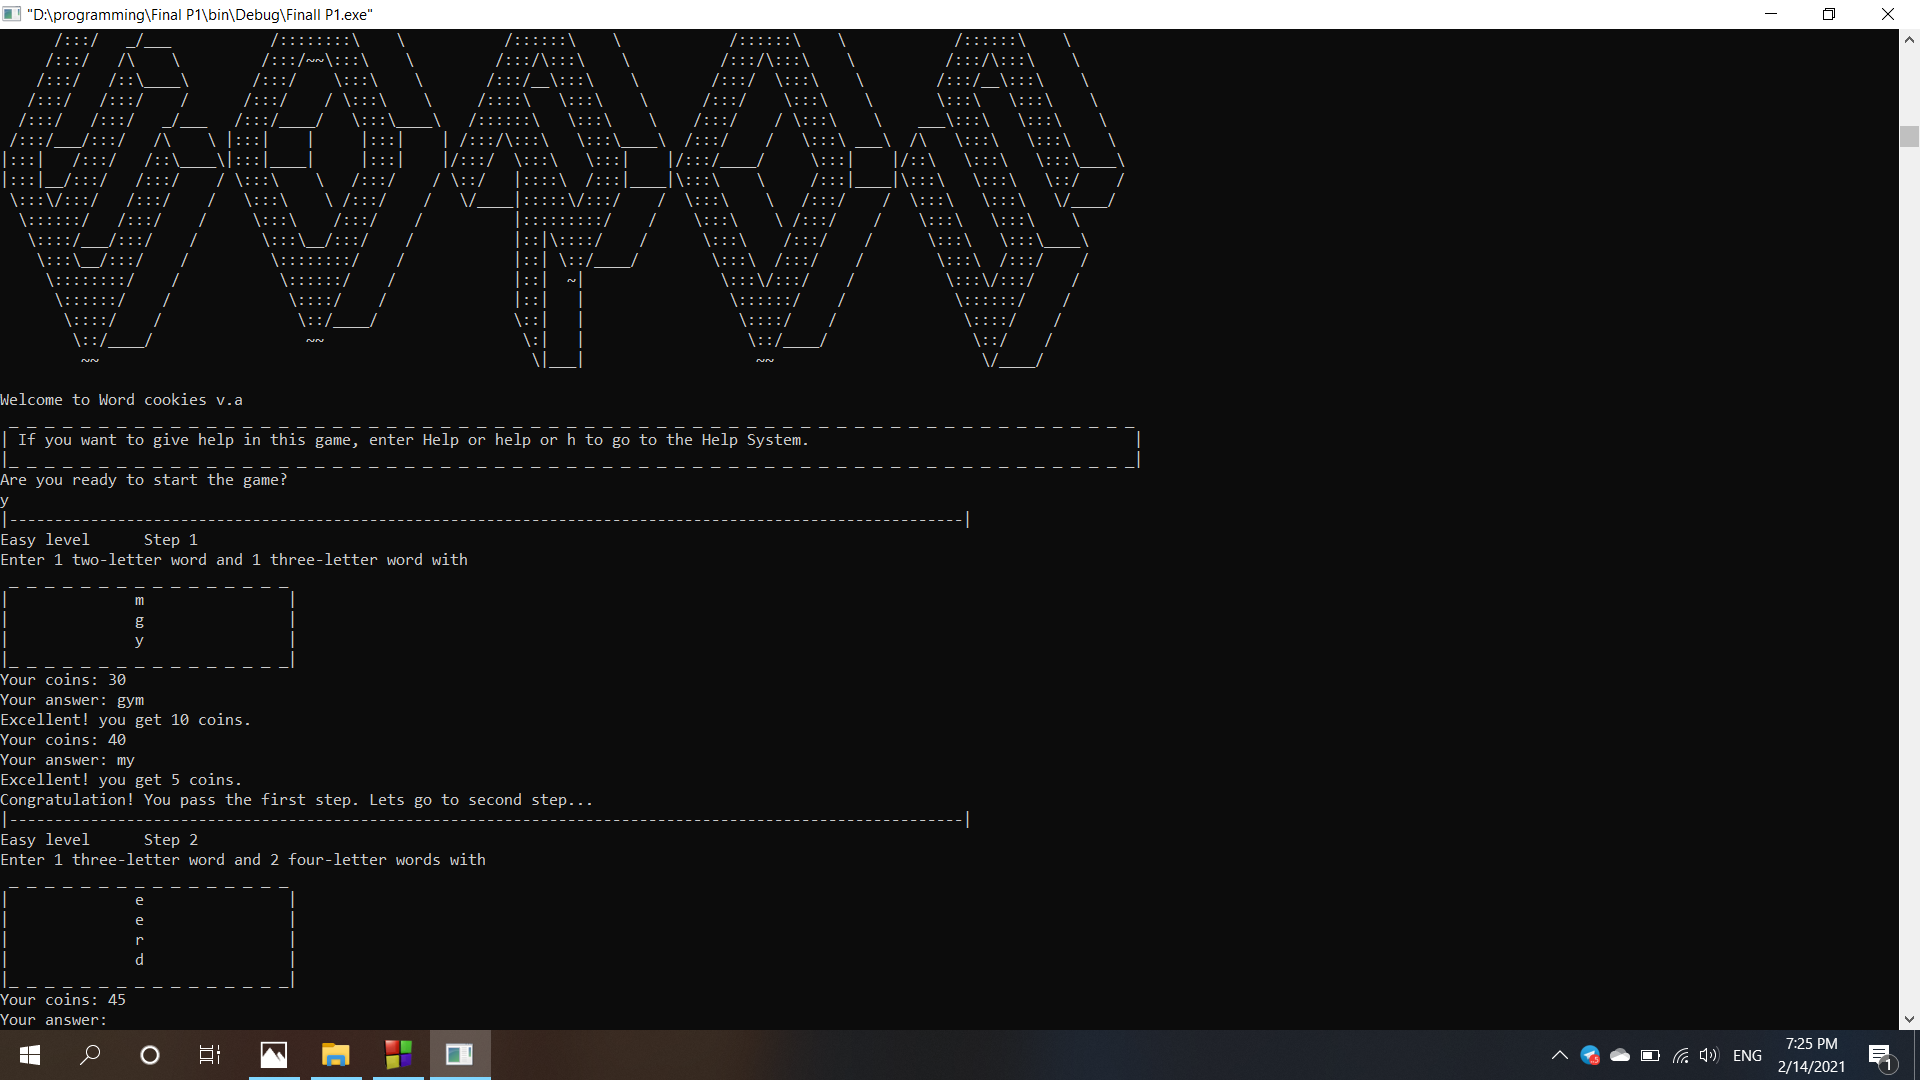 "D:\programming\Final P1\bin\Debug\Finall P1.exe"
Welcome to Word cookies v.a
If you want to give help in this game, enter Help or help or h to go to the Help System.
Are you ready to start the game?
y
Easy level Step 1
Enter 1 two-letter word and 1 three-letter word with
m
g
y
Your coins: 30
Your answer: gym
Excellent! you get 10 coins.
Your coins: 40
Your answer: my
Excellent! you get 5 coins.
Congratulation! You pass the first step. Lets go to second step...
Easy level Step 2
Enter 1 three-letter word and 2 four-letter words with
e
e
r
d
Your coins: 45
Your answer:
ENG
7:25 PM
2/14/2021
1